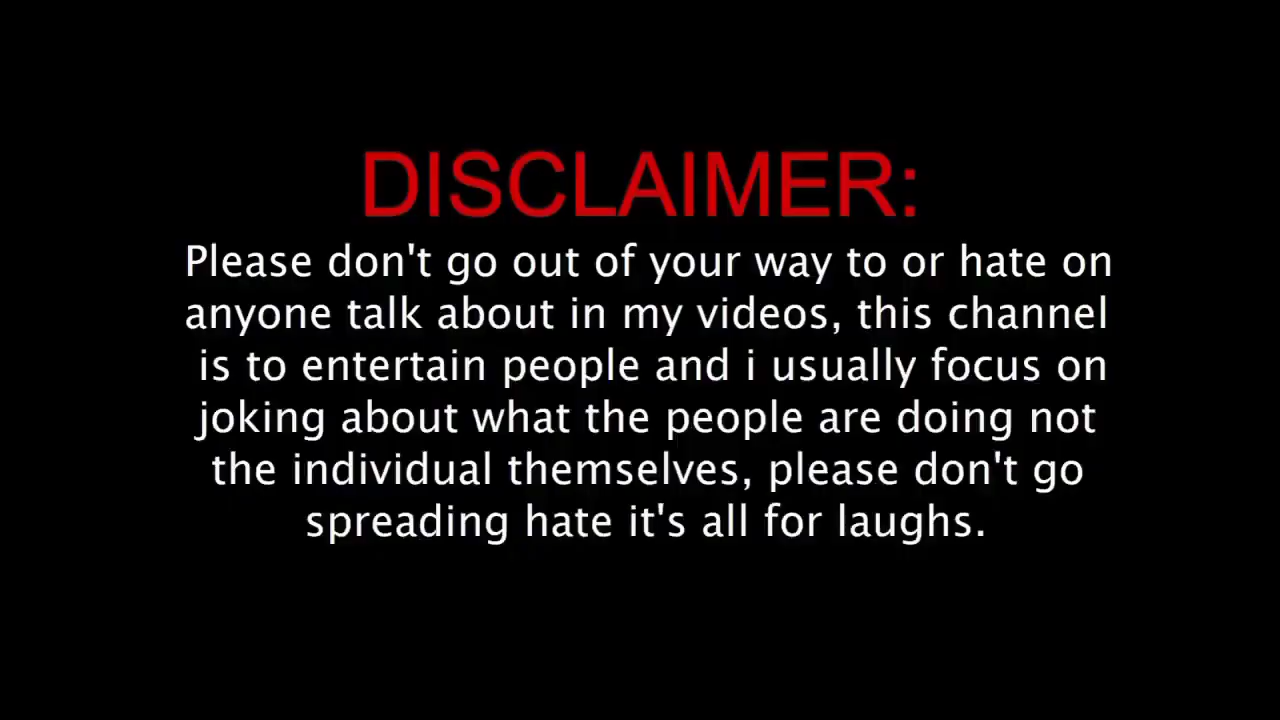 DISCLAIMER:
Please don't go out of your way to or hate on
anyone talk about in my videos, this channel
is to entertain people and i usually focus on
joking about what the people are doing not
the individual themselves, please don't go
spreading hate it's all for laughs.